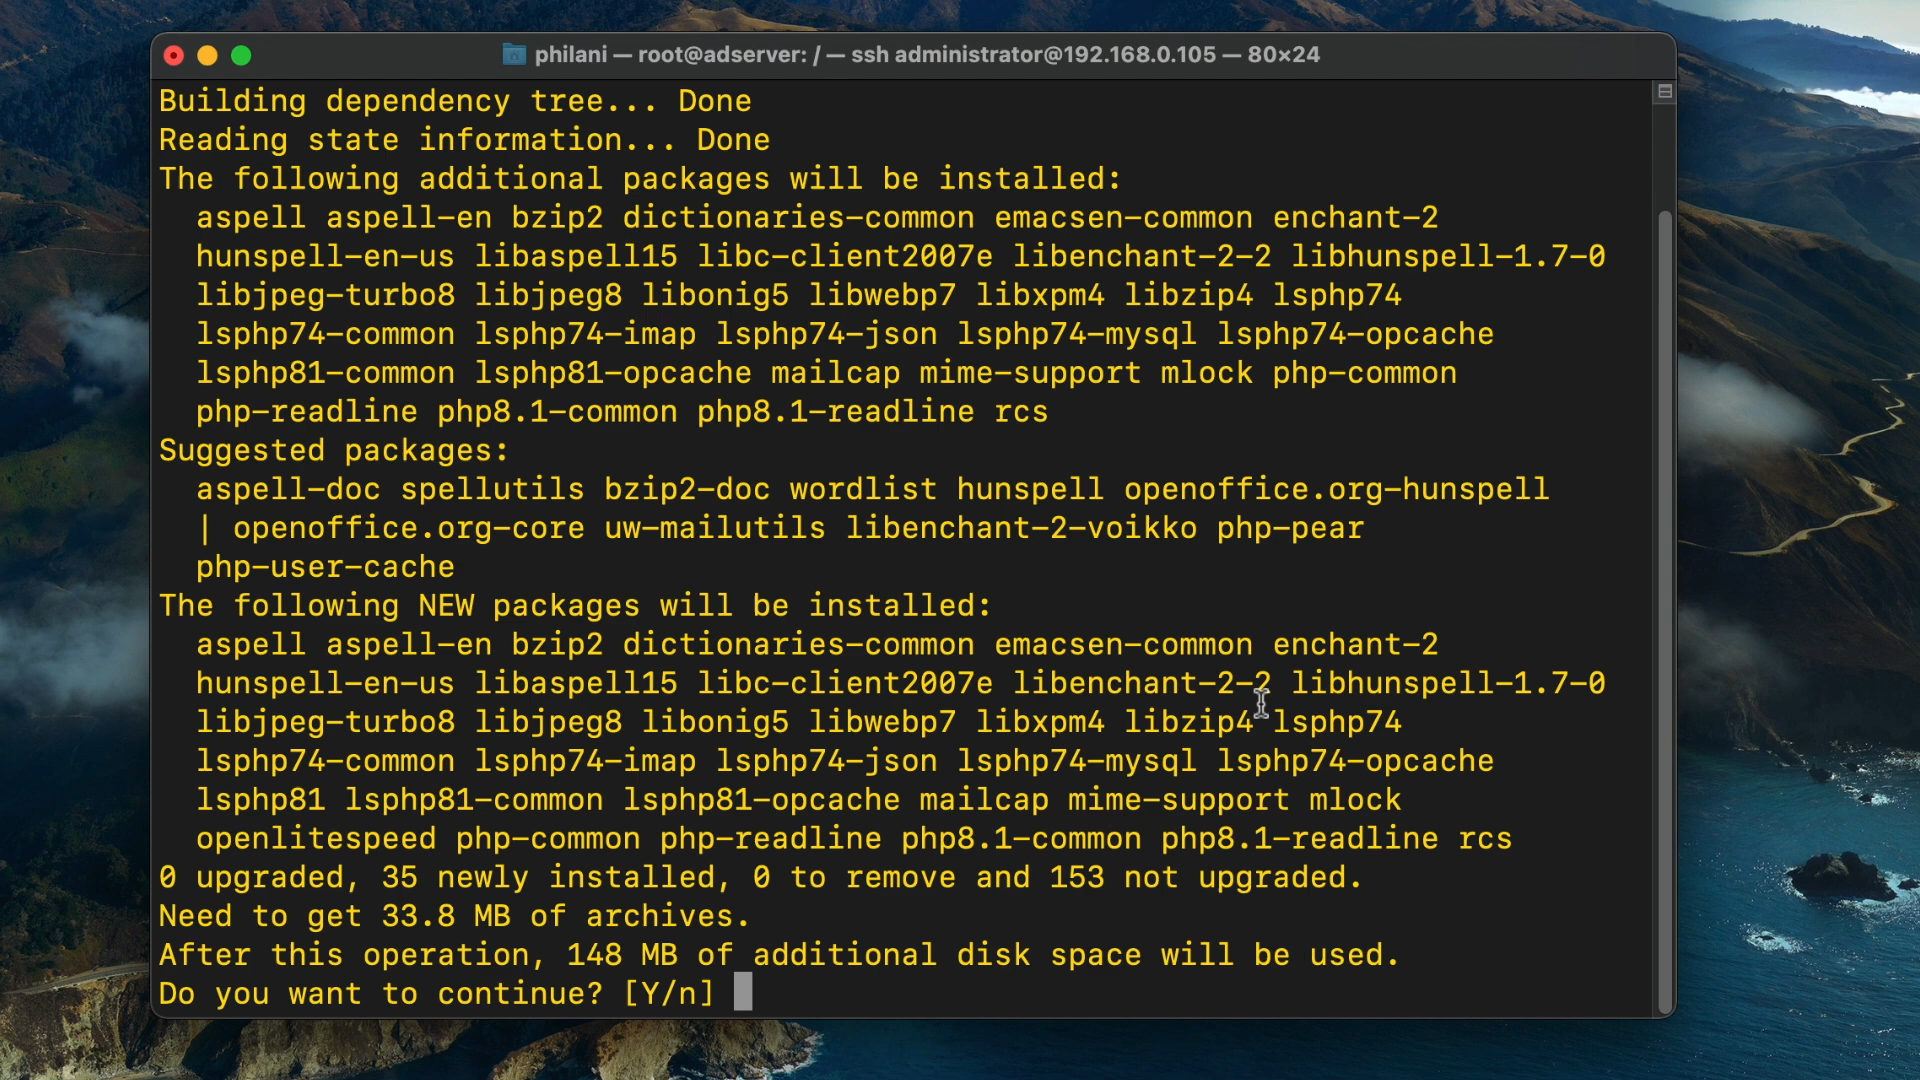 philani — root@adserver: / — ssh administrator@192.168.0.105 — 80×24
Building dependency tree... Done
Reading state information... Done
The following additional packages will be installed:
  aspell aspell-en bzip2 dictionaries-common emacsen-common enchant-2
  hunspell-en-us libaspell15 libc-client2007e libenchant-2-2 libhunspell-1.7-0
  libjpeg-turbo8 libjpeg8 libonig5 libwebp7 libxpm4 libzip4 lsphp74
  lsphp74-common lsphp74-imap lsphp74-json lsphp74-mysql lsphp74-opcache
  lsphp81-common lsphp81-opcache mailcap mime-support mlock php-common
  php-readline php8.1-common php8.1-readline rcs
Suggested packages:
  aspell-doc spellutils bzip2-doc wordlist hunspell openoffice.org-hunspell
  | openoffice.org-core uw-mailutils libenchant-2-voikko php-pear
  php-user-cache
The following NEW packages will be installed:
  aspell aspell-en bzip2 dictionaries-common emacsen-common enchant-2
  hunspell-en-us libaspell15 libc-client2007e libenchant-2-2 libhunspell-1.7-0
  libjpeg-turbo8 libjpeg8 libonig5 libwebp7 libxpm4 libzip4 lsphp74
  lsphp74-common lsphp74-imap lsphp74-json lsphp74-mysql lsphp74-opcache
  lsphp81 lsphp81-common lsphp81-opcache mailcap mime-support mlock
  openlitespeed php-common php-readline php8.1-common php8.1-readline rcs
0 upgraded, 35 newly installed, 0 to remove and 153 not upgraded.
Need to get 33.8 MB of archives.
After this operation, 148 MB of additional disk space will be used.
Do you want to continue? [Y/n]